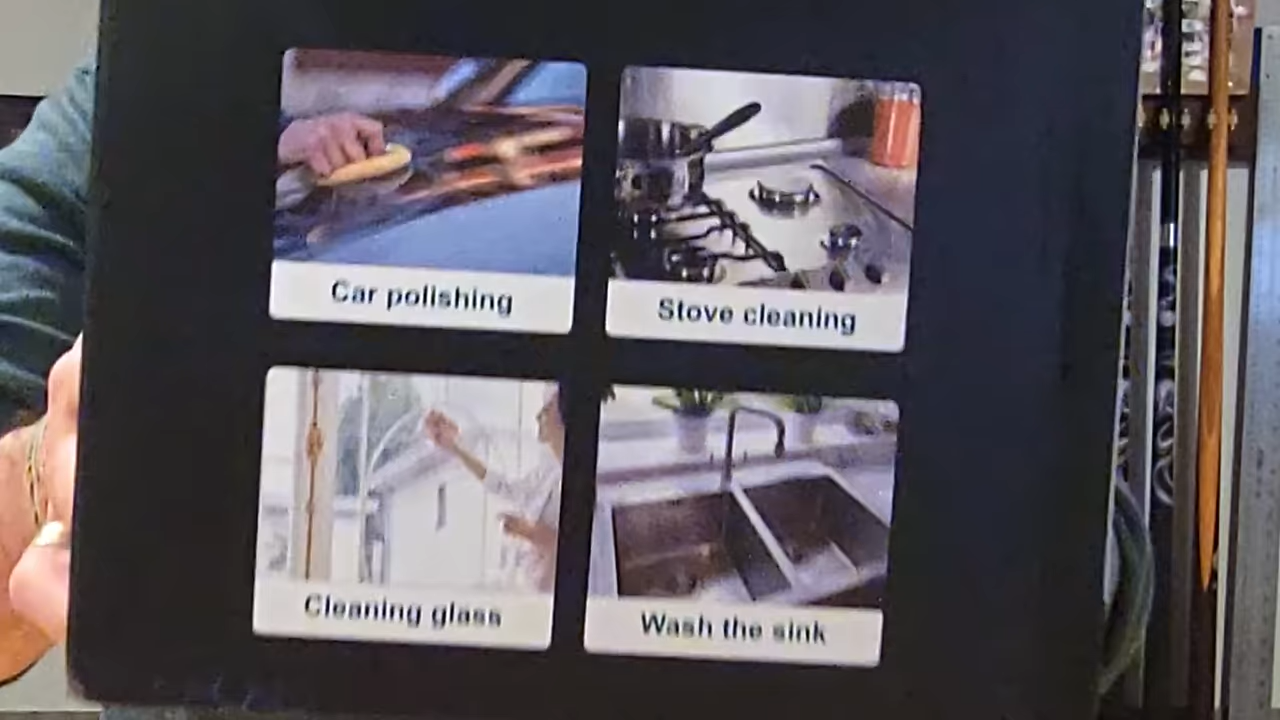 Car polishing
Stove cleaning
Cleaning glass
Wash the sink